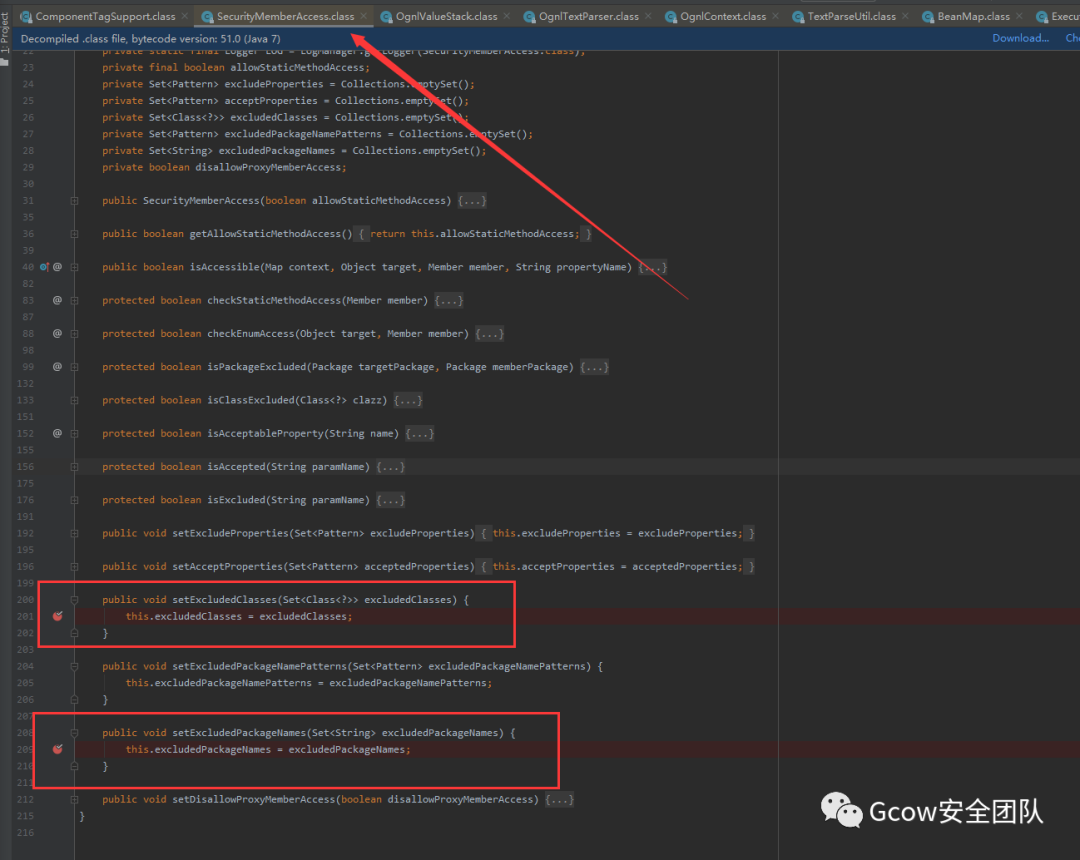 ComponentTagSupport.class SecurityMemberAccess.class OgnlValueStack.class OgnlTextParser.class OgnlContext.class TextParseUtil.class BeanMap.class Execu
1: Project
Decompiled .class file, bytecode version: 51.0 (Java 7) Download... Ch
23 private final boolean allowStaticMethodAccess;
24 private Set<Pattern> excludeProperties = Collections.emptySet();
25 private Set<Pattern> acceptProperties = Collections.emptySet();
26 private Set<Class<?>> excludedClasses = Collections.emptySet();
27 private Set<Pattern> excludedPackageNamePatterns = Collections.emptySet();
28 private Set<String> excludedPackageNames = Collections.emptySet();
29 private boolean disallowProxyMemberAccess;
30
31 public SecurityMemberAccess(boolean allowStaticMethodAccess) {...}
35
36 public boolean getAllowStaticMethodAccess() { return this.allowStaticMethodAccess; }
39
40 @ public boolean isAccessible(Map context, Object target, Member member, String propertyName) {...}
82
83 @ protected boolean checkStaticMethodAccess(Member member) {...}
87
88 @ protected boolean checkEnumAccess(Object target, Member member) {...}
98
99 @ protected boolean isPackageExcluded(Package targetPackage, Package memberPackage) {...}
132
133 protected boolean isClassExcluded(Class<?> clazz) {...}
151
152 @ protected boolean isAcceptableProperty(String name) {...}
155
156 protected boolean isAccepted(String paramName) {...}
175
176 protected boolean isExcluded(String paramName) {...}
191
192 public void setExcludeProperties(Set<Pattern> excludeProperties) { this.excludeProperties = excludeProperties; }
195
196 public void setAcceptProperties(Set<Pattern> acceptedProperties) { this.acceptProperties = acceptedProperties; }
199
200 public void setExcludedClasses(Set<Class<?>> excludedClasses) {
201 this.excludedClasses = excludedClasses;
202 }
203
204 public void setExcludedPackageNamePatterns(Set<Pattern> excludedPackageNamePatterns) {
205 this.excludedPackageNamePatterns = excludedPackageNamePatterns;
206 }
207
208 public void setExcludedPackageNames(Set<String> excludedPackageNames) {
209 this.excludedPackageNames = excludedPackageNames;
210 }
211
212 public void setDisallowProxyMemberAccess(boolean disallowProxyMemberAccess) {...}
215 }
216
Gcow安全团队